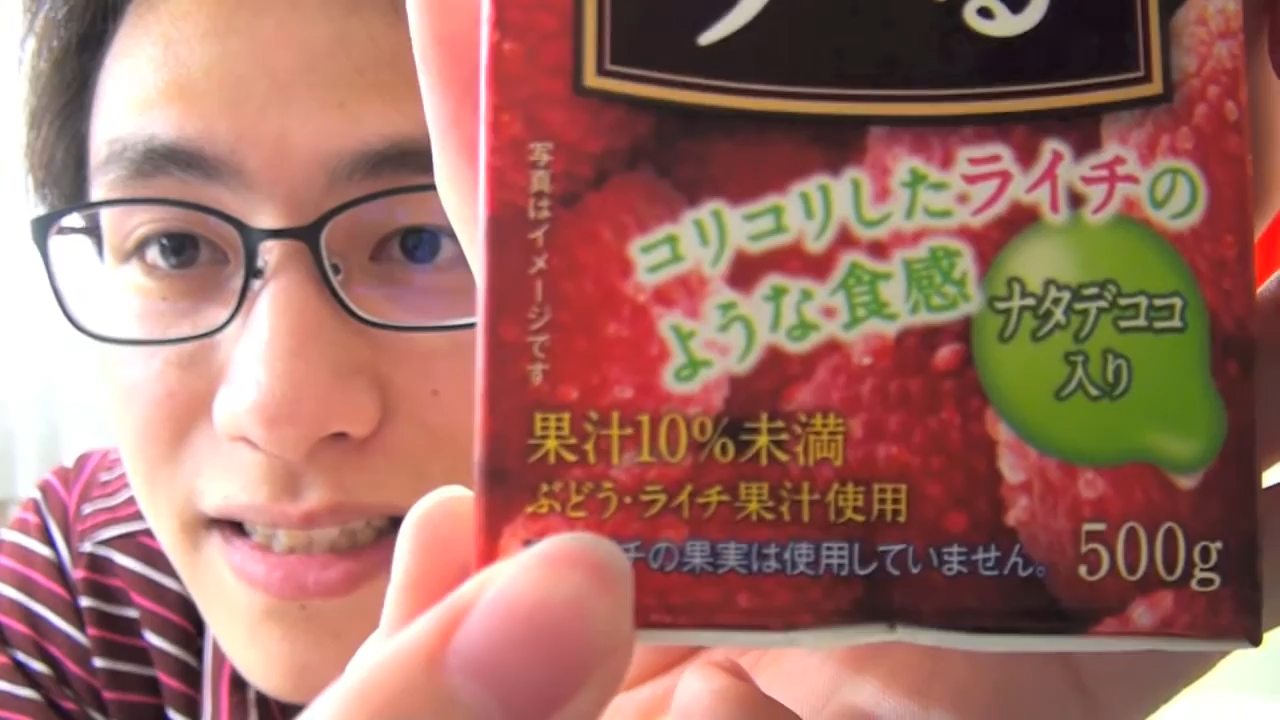 写真はイメージです
コリコリしたライチの
ような食感
ナタデココ
入り
果汁10%未満
ぶどう・ライチ果汁使用
チの果実は使用していません。
500g